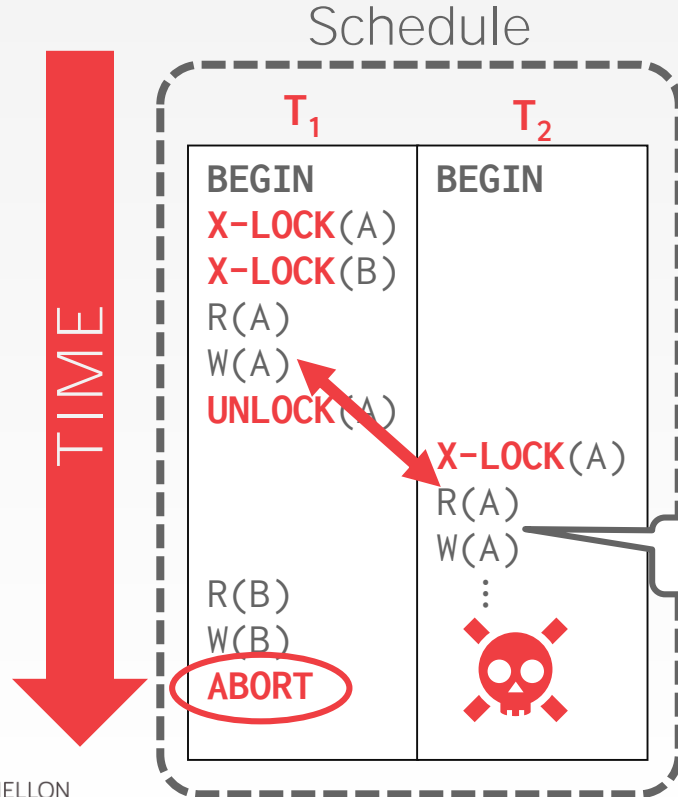 Schedule
TIME
T₁ T₂
BEGIN BEGIN
X-LOCK(A)
X-LOCK(B)
R(A)
W(A)
UNLOCK(A)
X-LOCK(A)
R(A)
W(A)
⋮
R(B)
W(B)
ABORT